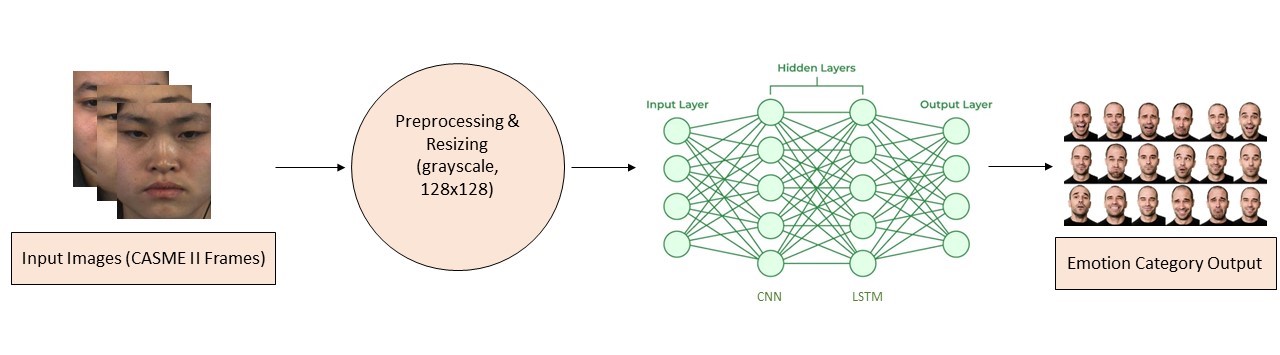 Input Images (CASME II Frames)
Preprocessing &
Resizing
(grayscale,
128x128)
Hidden Layers
Input Layer
Output Layer
CNN
LSTM
Emotion Category Output